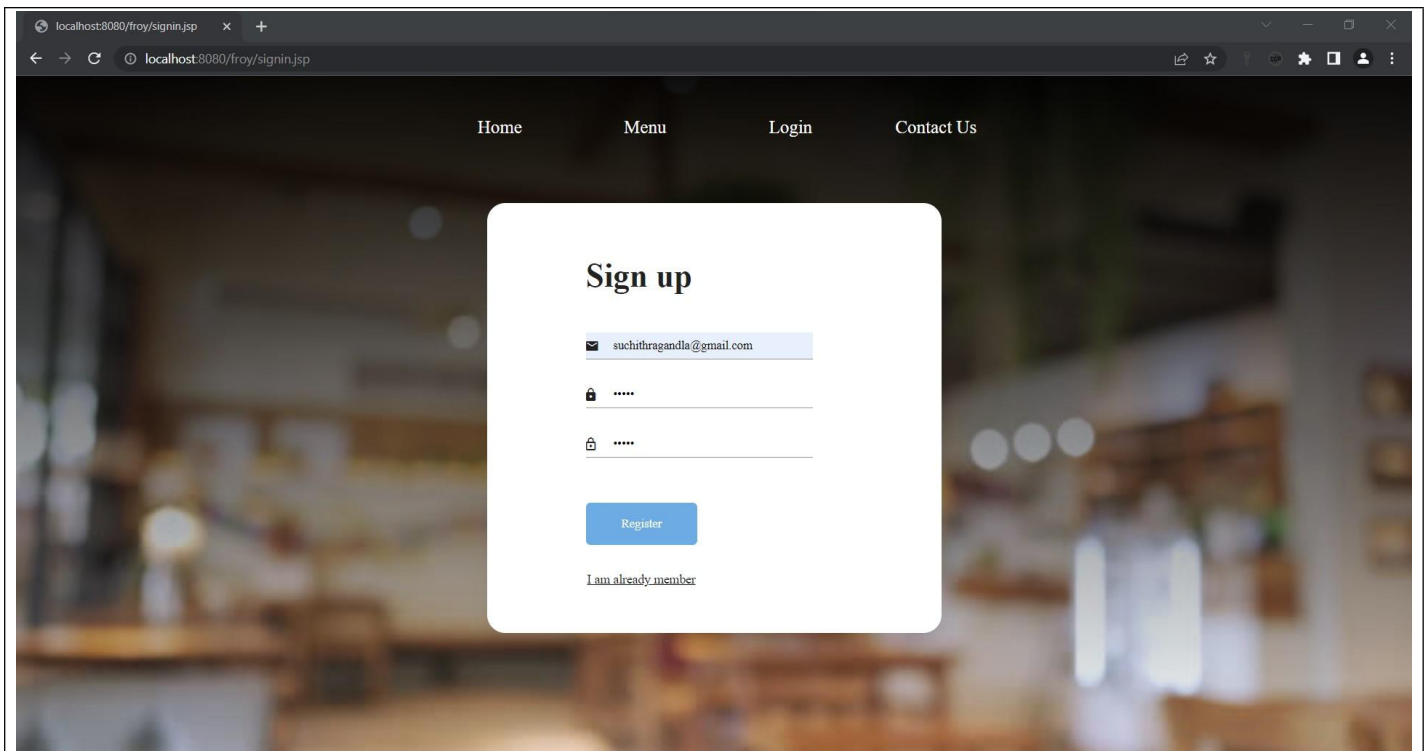 localhost:8080/froy/signin.jsp
localhost:8080/froy/signin.jsp
Home Menu Login Contact Us
Sign up
suchithragandla@gmail.com
•••••
•••••
Register
I am already member